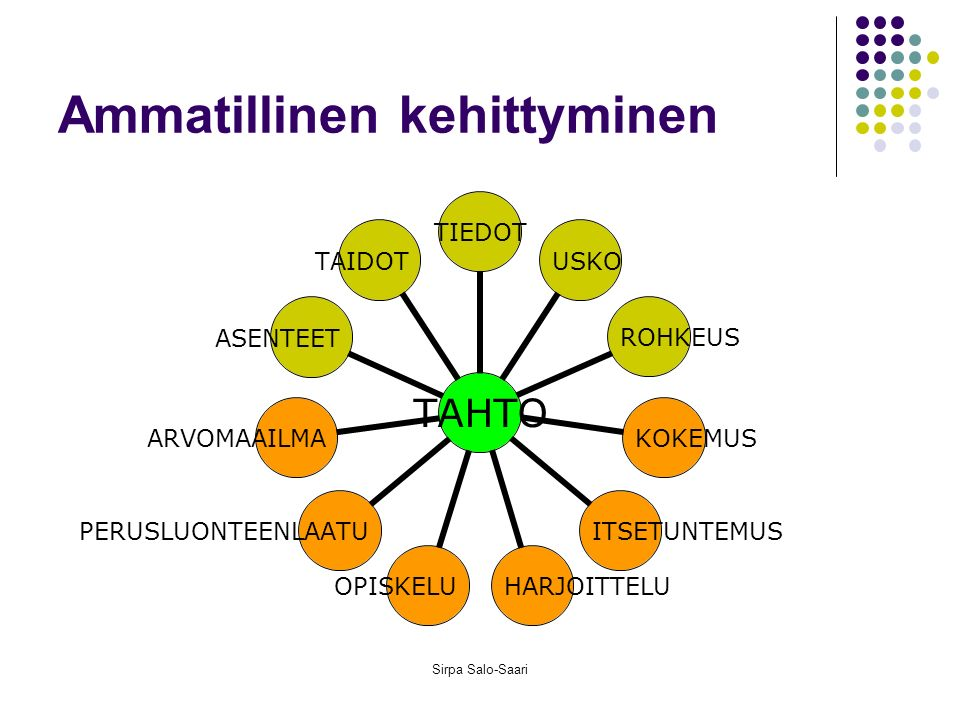 Ammatillinen kehittyminen
TIEDOT
TAIDOT
USKO
ASENTEET
ROHKEUS
TAHTO
ARVOMAAILMA
KOKEMUS
PERUSLUONTEENLAATU
ITSETUNTEMUS
OPISKELU
HARJOITTELU
Sirpa Salo-Saari